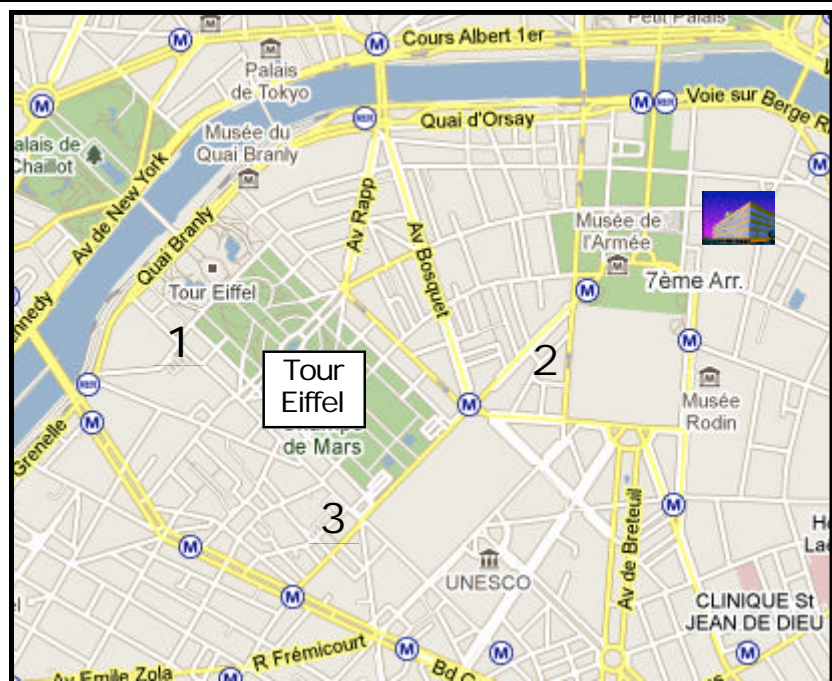 Petit Palais
Cours Albert 1er
M
Palais
de Tokyo
Musée du
Quai Branly
Quai d'Orsay
Voie sur Berge R
RER
alais de
Chaillot
Av de New York
Quai Branly
Av Rapp
Av Bosquet
Musée de
l'Armée
7ème Arr.
Tour Eiffel
1
2
Tour
Eiffel
de Mars
Musée
Rodin
ennedy
Grenelle
3
UNESCO
Av de Breteuil
CLINIQUE St
JEAN DE DIEU
R Frémicourt
Av Emile Zola
Bd C